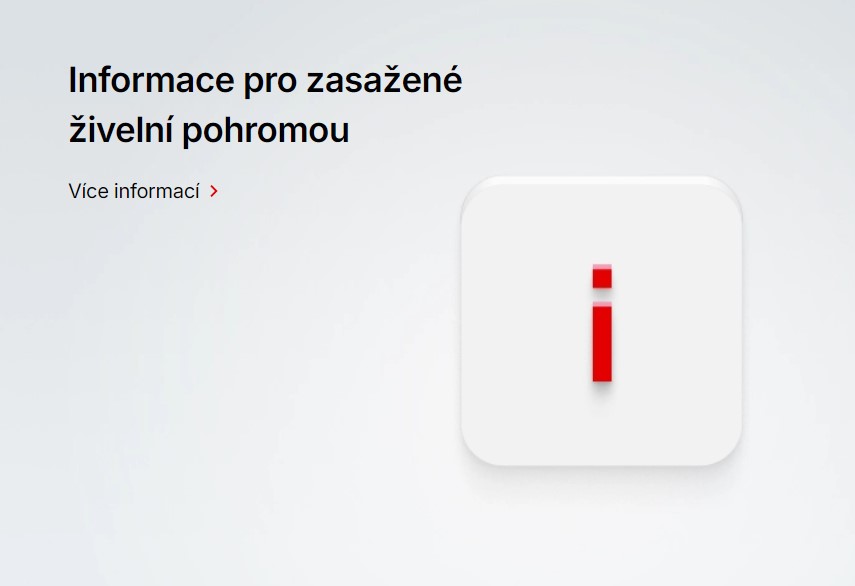 Informace pro zasažené
živelní pohromou
Více informací
i